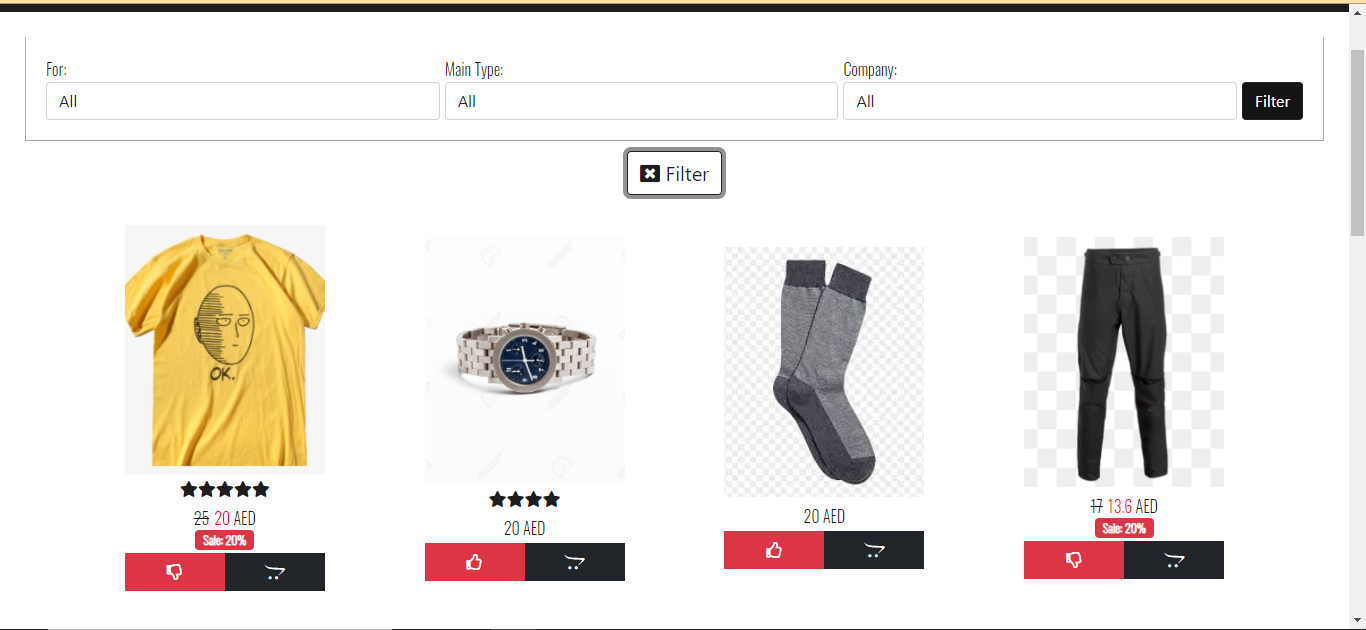 For:
Main Type:
Company:
All
All
All
Filter
Filter
OK.
25 20 AED
Sale: 20%
20 AED
20 AED
17 13.6 AED
Sale: 20%